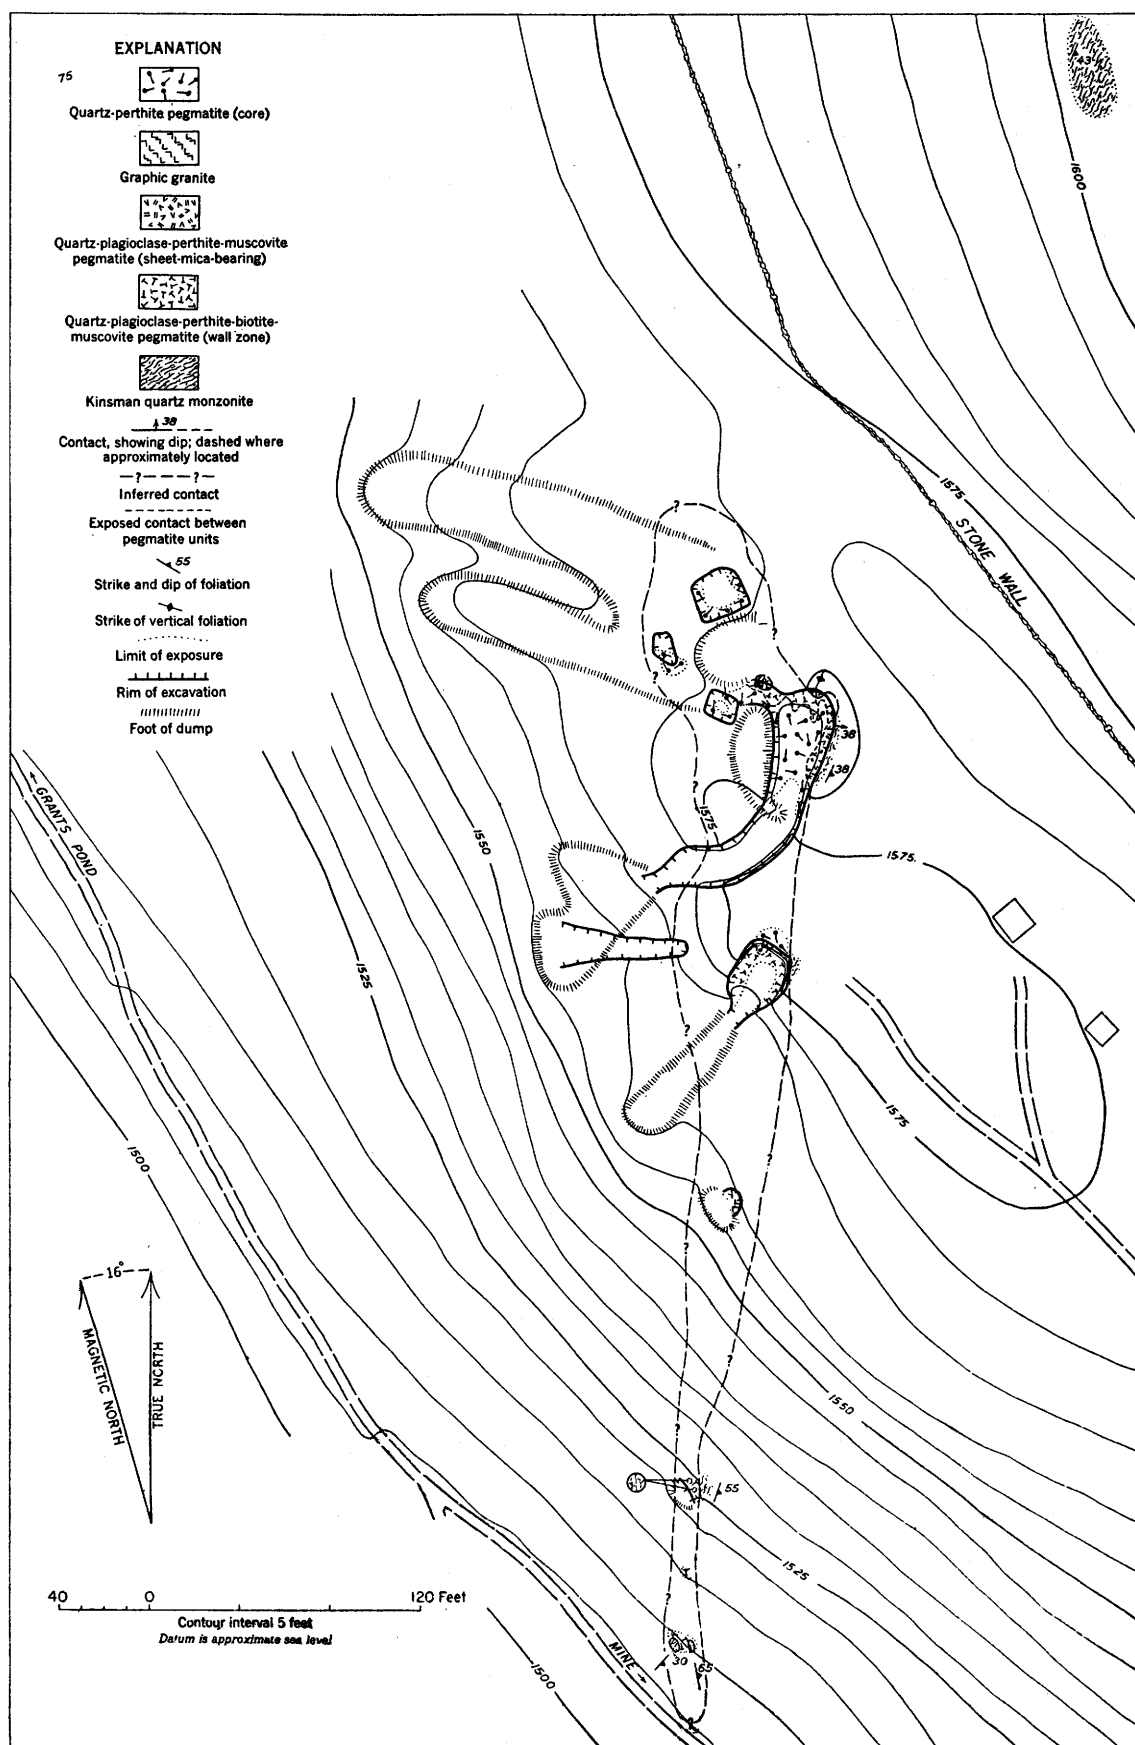 EXPLANATION
75
Quartz-perthite pegmatite (core)
Graphic granite
Quartz-plagioclase-perthite-muscovite
pegmatite (sheet-mica-bearing)
Quartz-plagioclase-perthite-biotite-
muscovite pegmatite (wall zone)
Kinsman quartz monzonite
38
Contact, showing dip; dashed where
approximately located
—?— — —?—
Inferred contact
Exposed contact between
pegmatite units
55
Strike and dip of foliation
Strike of vertical foliation
Limit of exposure
Rim of excavation
Foot of dump
43
1600
1575
STONE WALL
?
?
?
38
38
?
1575
1550
1575
GRANTS POND
1525
?
1575
1500
?
?
?
1550
?
55
1525
?
30
65
?
MINE
1500
16°
MAGNETIC NORTH
TRUE NORTH
40 0 120 Feet
Contour interval 5 feet
Datum is approximate sea level